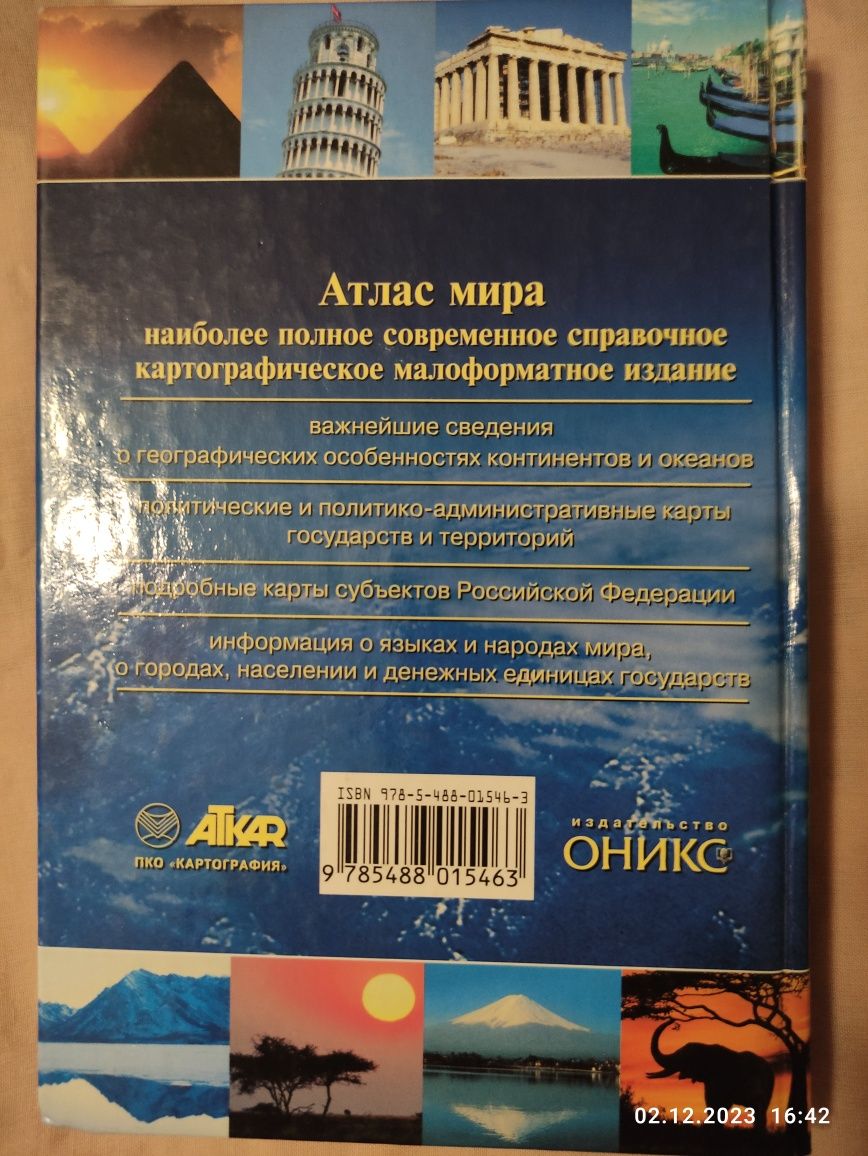 Атлас мира
наиболее полное современное справочное
картографическое малоформатное издание
важнейшие сведения
о географических особенностях континентов и океанов
политические и политико-административные карты
государств и территорий
подробные карты субъектов Российской Федерации
информация о языках и народах мира,
о городах, населении и денежных единицах государств
ISBN 978-5-488-01546-3
9 785488 015463
АТКАR
ПКО «КАРТОГРАФИЯ»
издательство
ОНИКС
02.12.2023 16:42